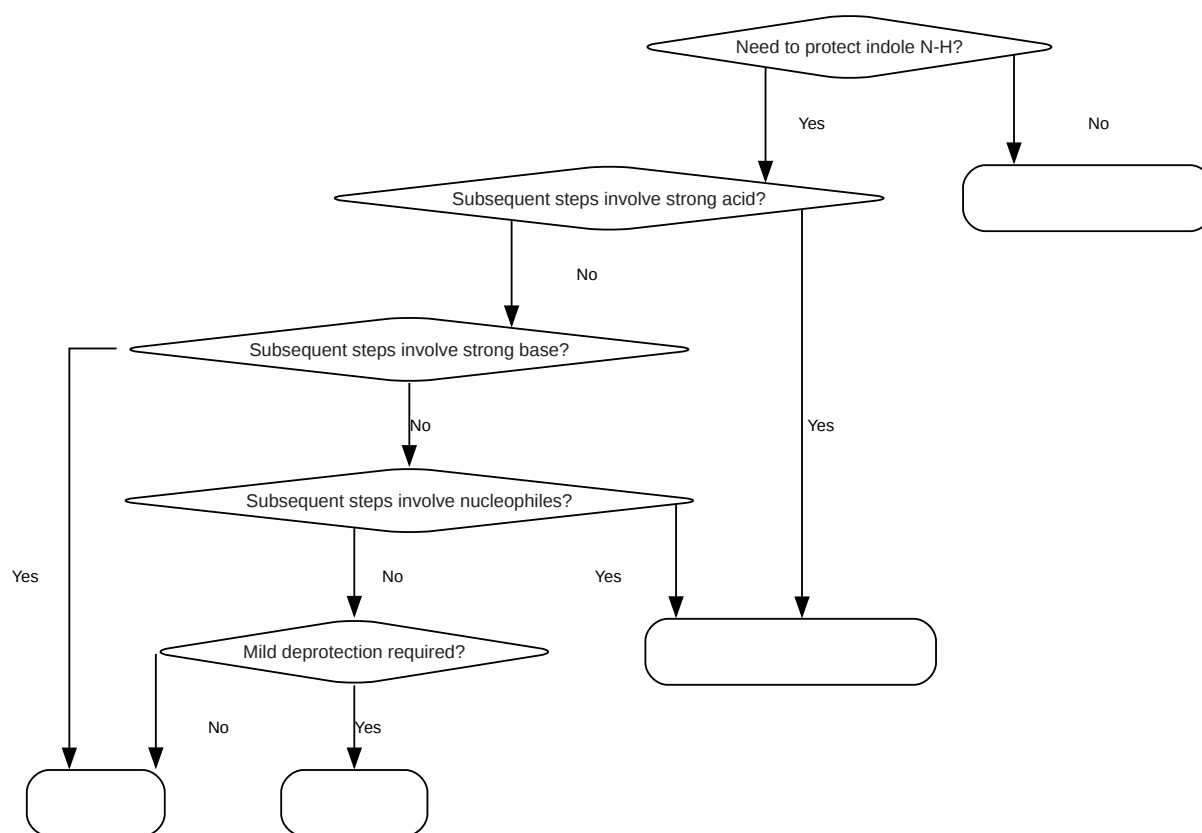 Need to protect indole N-H?
Yes
No
Subsequent steps involve strong acid?
No
Subsequent steps involve strong base?
No
Yes
Subsequent steps involve nucleophiles?
Yes
No
Yes
Mild deprotection required?
No
Yes